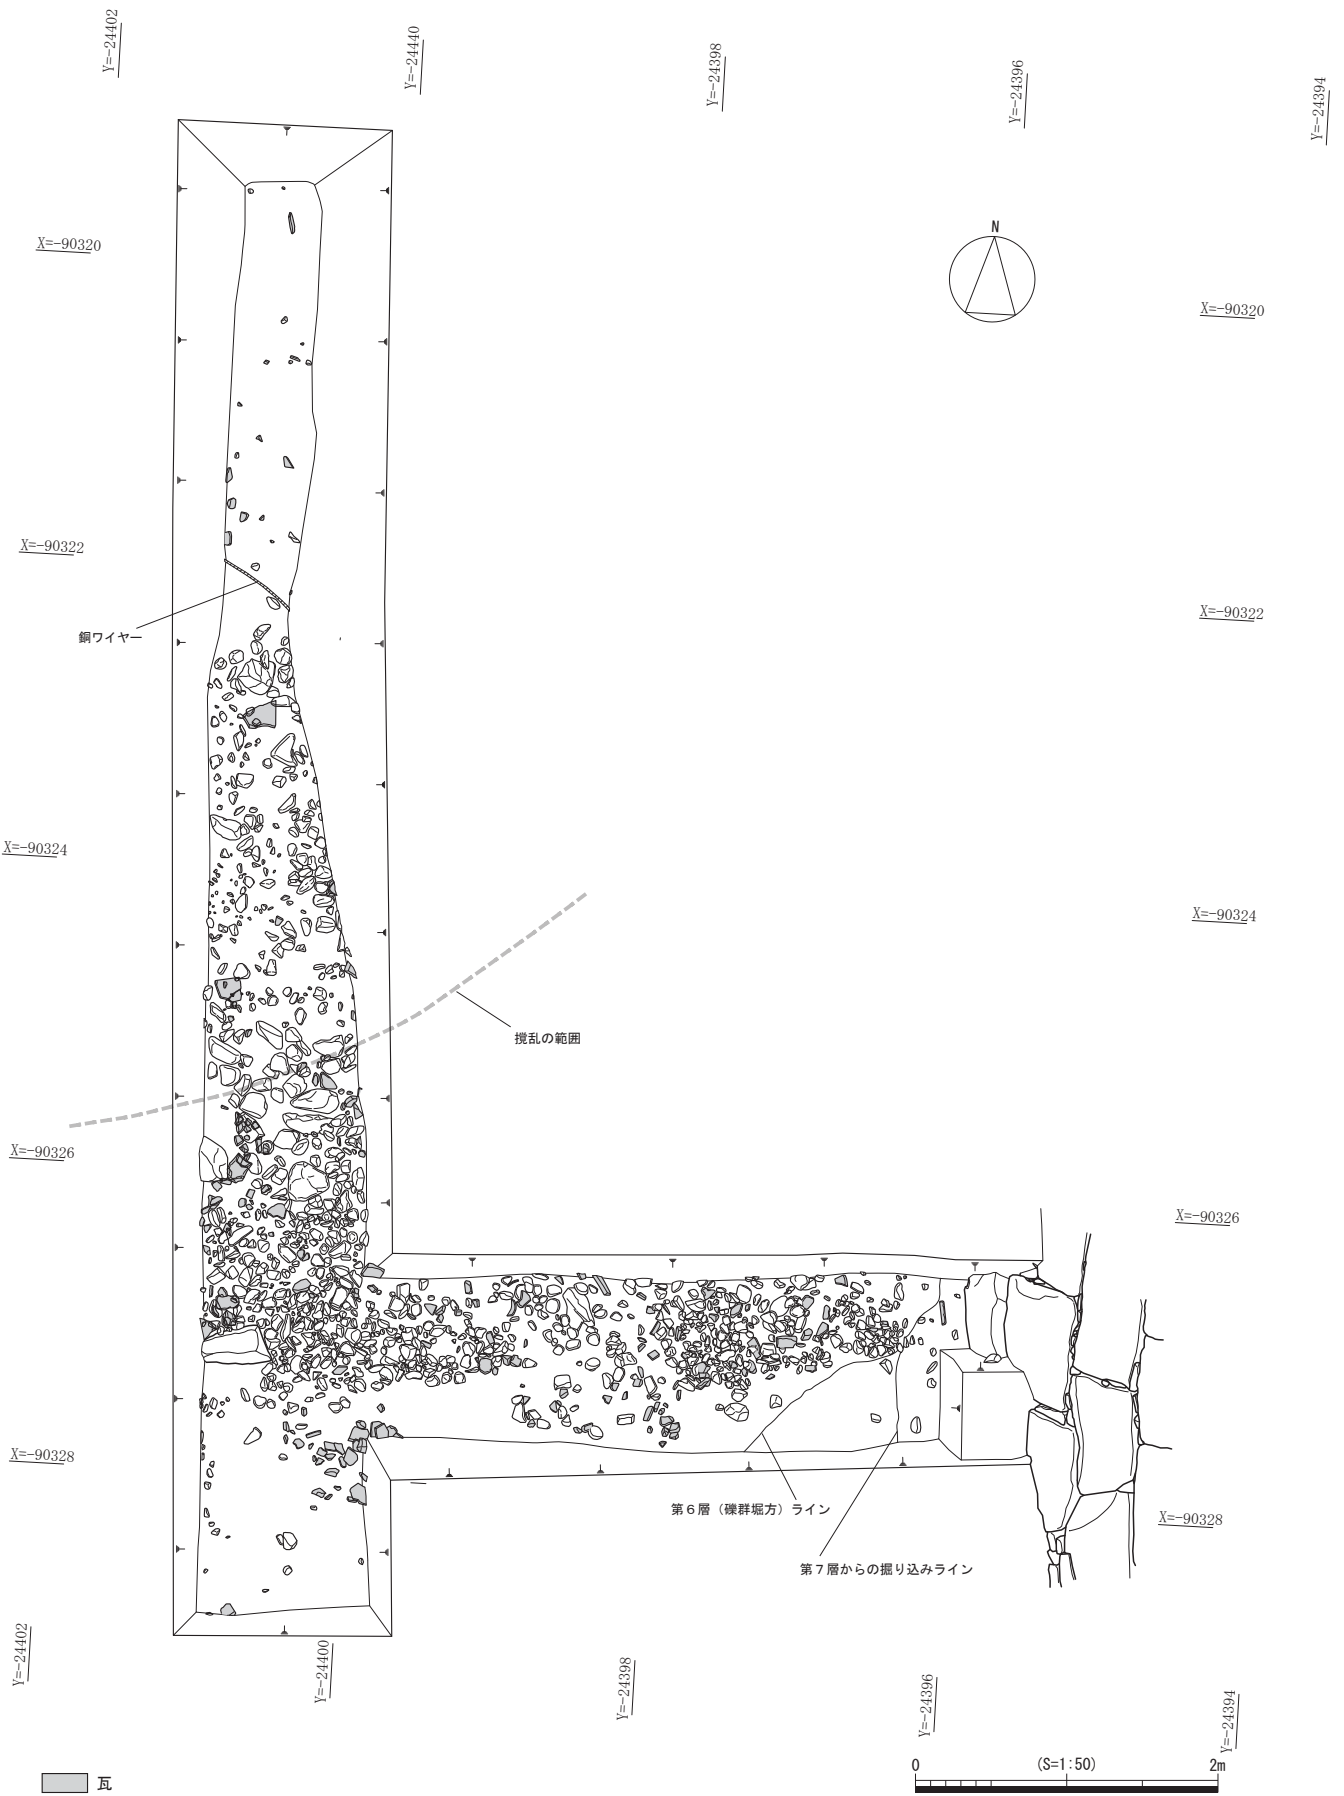 Y=-24402
Y=-24440
Y=-24398
Y=-24396
Y=-24394
N
X=-90320
X=-90320
X=-90322
X=-90322
銅ワイヤー
X=-90324
X=-90324
撹乱の範囲
X=-90326
X=-90326
X=-90328
X=-90328
第6層（礫群堀方）ライン
第7層からの掘り込みライン
Y=-24402
Y=-24400
Y=-24398
Y=-24396
Y=-24394
瓦
0 (S=1:50) 2m